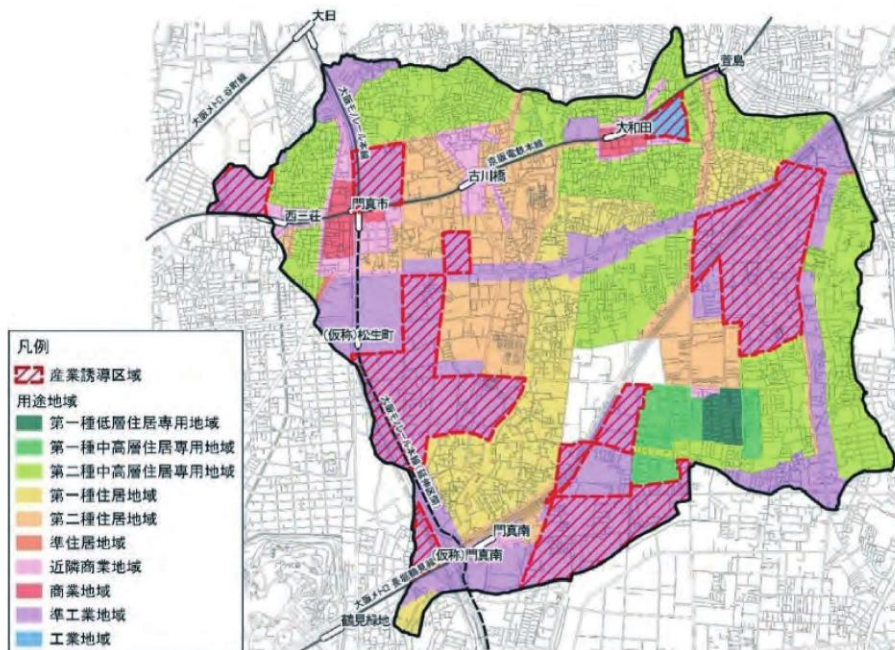 大日
大阪メトロ 谷町線
大阪モノレール本線
萱島
大和田
京阪電鉄本線
古川橋
門真市
西三荘
(仮称)松生町
大阪モノレール本線(延伸区間)
門真南
(仮称)門真南
大阪メトロ 長堀鶴見緑地線
鶴見緑地
凡例
産業誘導区域
用途地域
第一種低層住居専用地域
第一種中高層住居専用地域
第二種中高層住居専用地域
第一種住居地域
第二種住居地域
準住居地域
近隣商業地域
商業地域
準工業地域
工業地域